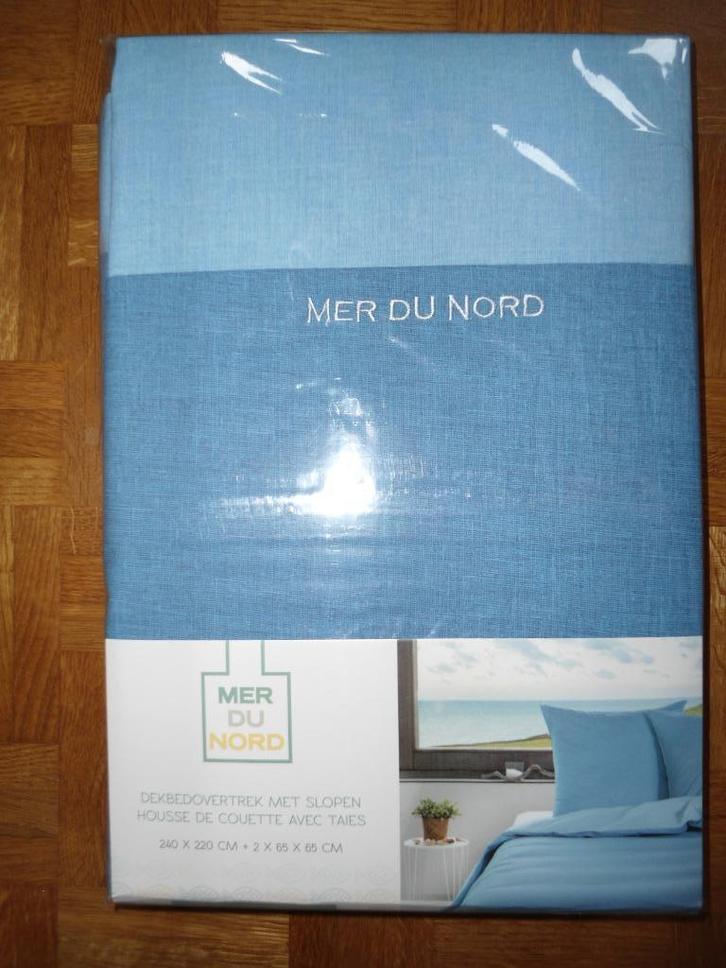 MER DU NORD
MER
DU
NORD
DEKBEDOVERTREK MET SLOPEN
HOUSSE DE COUETTE AVEC TAIES
240 X 220 CM + 2 X 65 X 65 CM